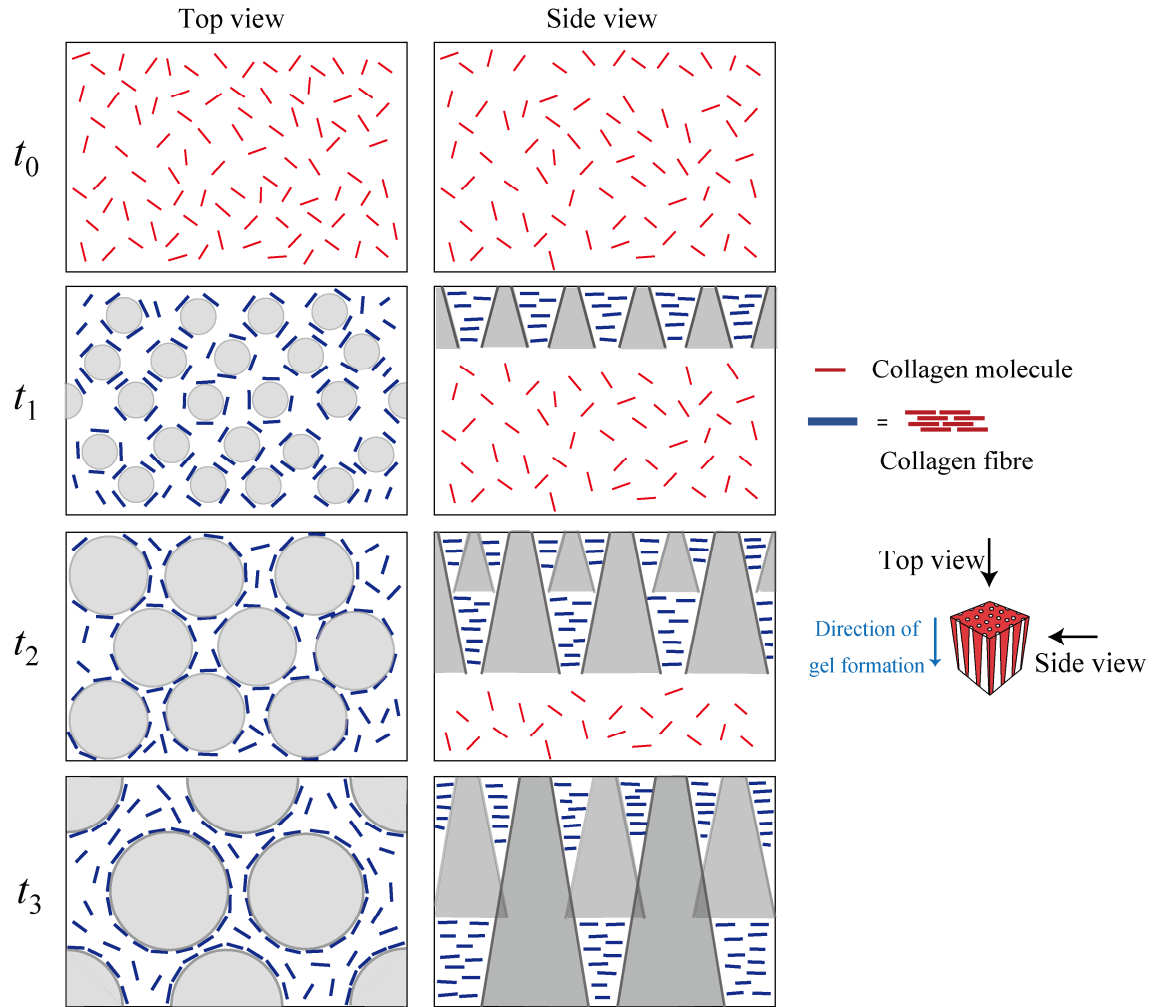 Top view
Side view
t0
t1
Collagen molecule
=
Collagen fibre
t2
Top view
Direction of
gel formation
Side view
t3